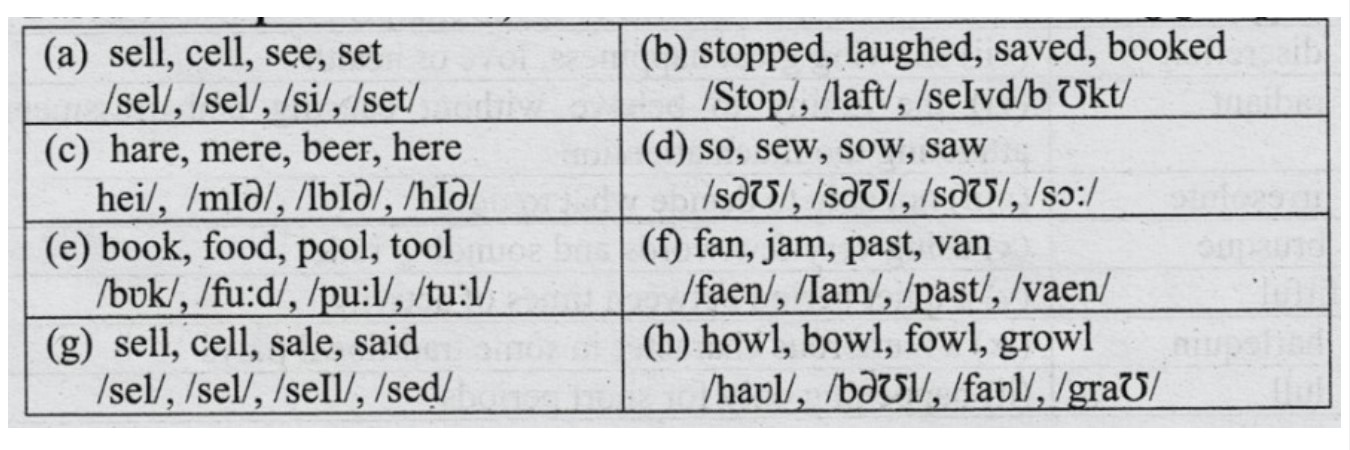 (a) sell, cell, see, set
/sel/, /sel/, /si/, /set/
(b) stopped, laughed, saved, booked
/Stop/, /laft/, /seIvd/b Ʊkt/
(c) hare, mere, beer, here
hei/, /mI∂/, /lbI∂/, /hI∂/
(d) so, sew, sow, saw
/s∂Ʊ/, /s∂Ʊ/, /s∂Ʊ/, /sɔ:/
(e) book, food, pool, tool
/bʊk/, /fu:d/, /pu:l/, /tu:l/
(f) fan, jam, past, van
/faen/, /Iam/, /past/, /vaen/
(g) sell, cell, sale, said
/sel/, /sel/, /seIl/, /sed/
(h) howl, bowl, fowl, growl
/haʊl/, /b∂Ʊl/, /faʊl/, /graƱ/